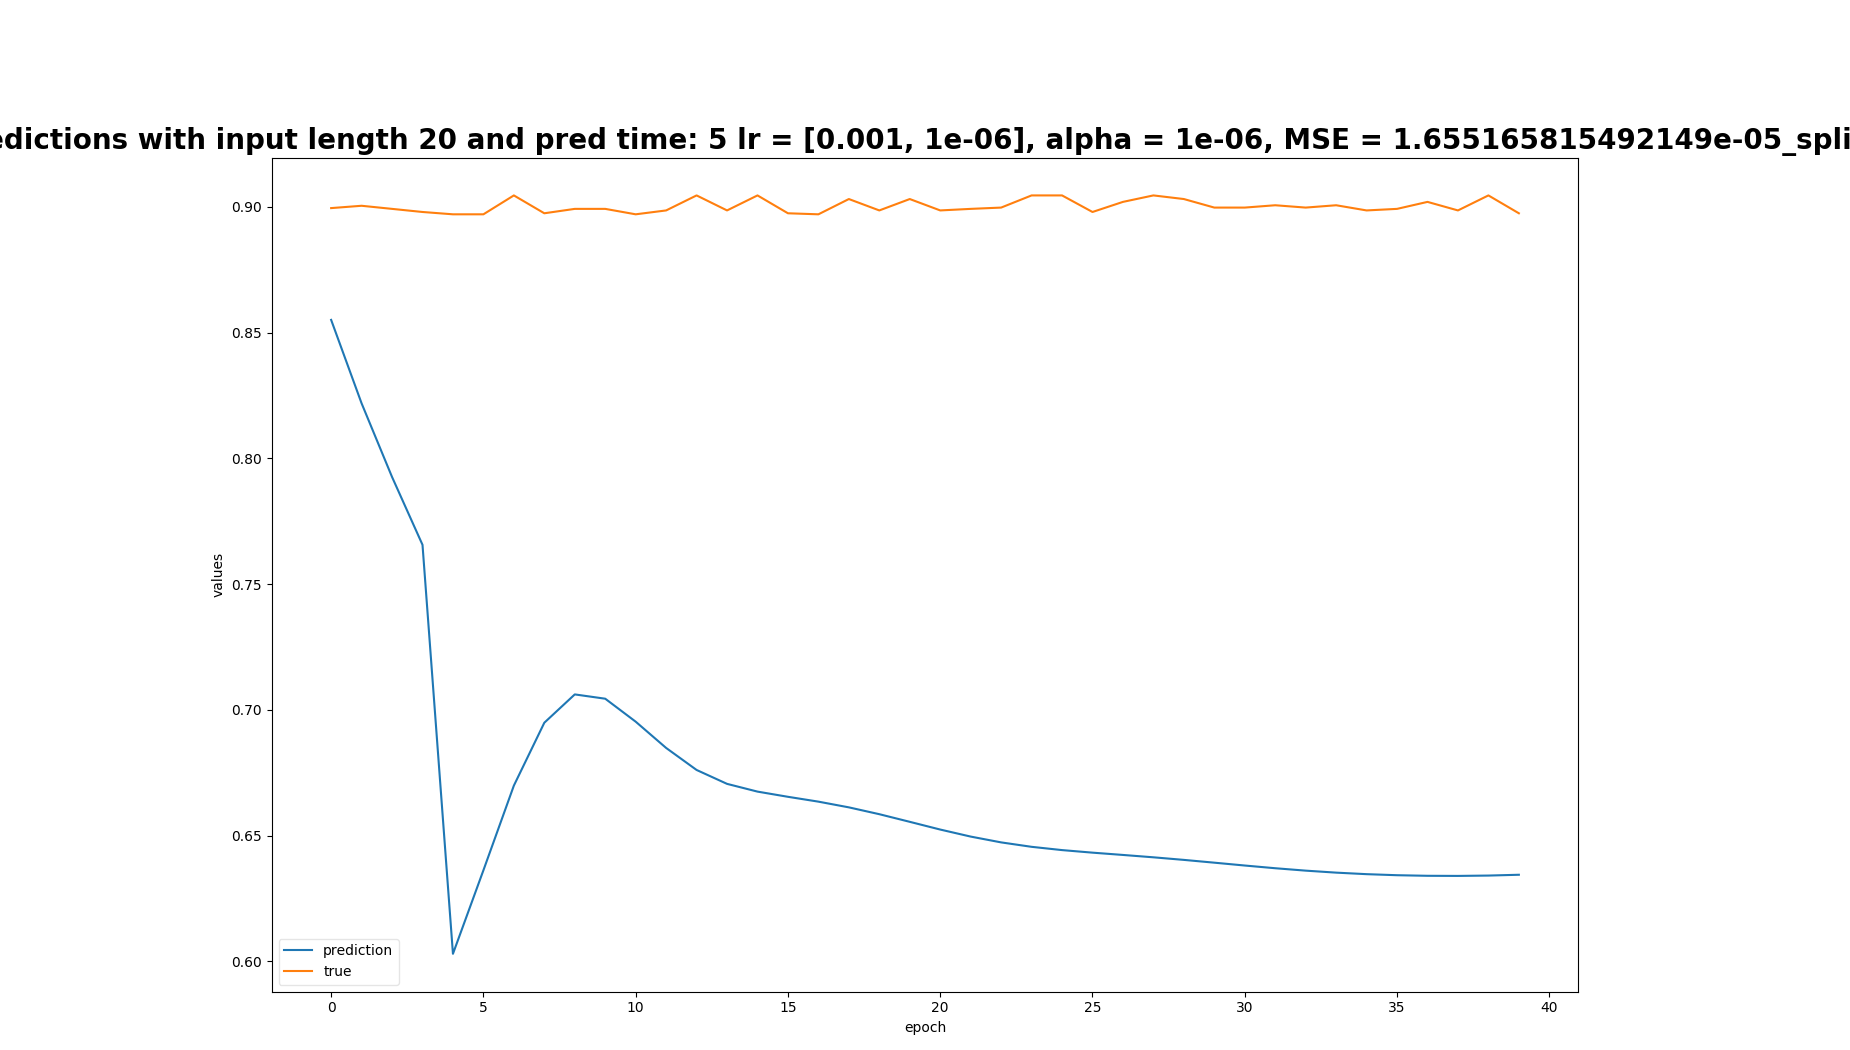 edictions with input length 20 and pred time: 5 lr = [0.001, 1e-06], alpha = 1e-06, MSE = 1.655165815492149e-05_spli
0.90
0.85
0.80
0.75
0.70
0.65
0.60
values
prediction
true
0 5 10 15 20 25 30 35 40
epoch